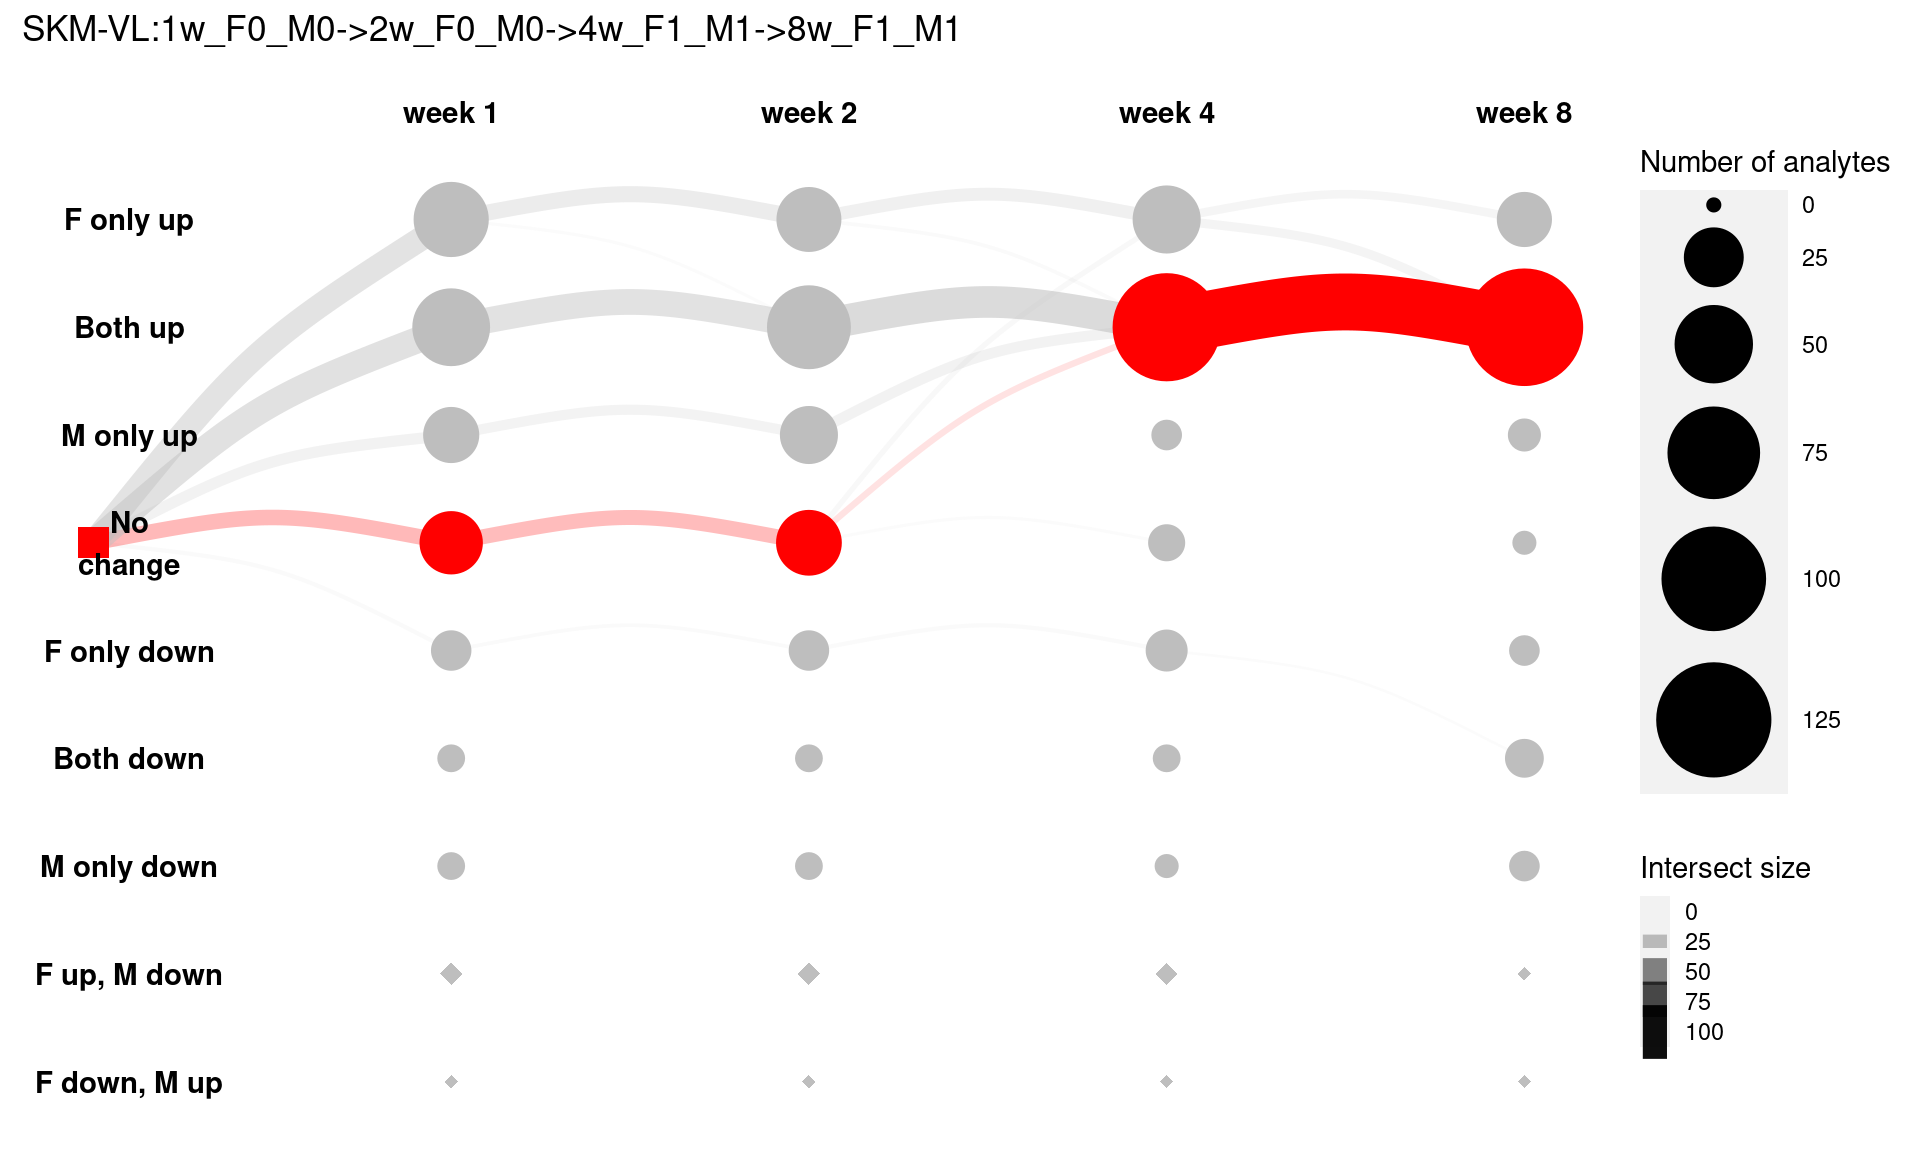 SKM-VL:1w_F0_M0->2w_F0_M0->4w_F1_M1->8w_F1_M1
week 1
week 2
week 4
week 8
F only up
Both up
M only up
No
change
F only down
Both down
M only down
F up, M down
F down, M up
Number of analytes
0
25
50
75
100
125
Intersect size
0
25
50
75
100